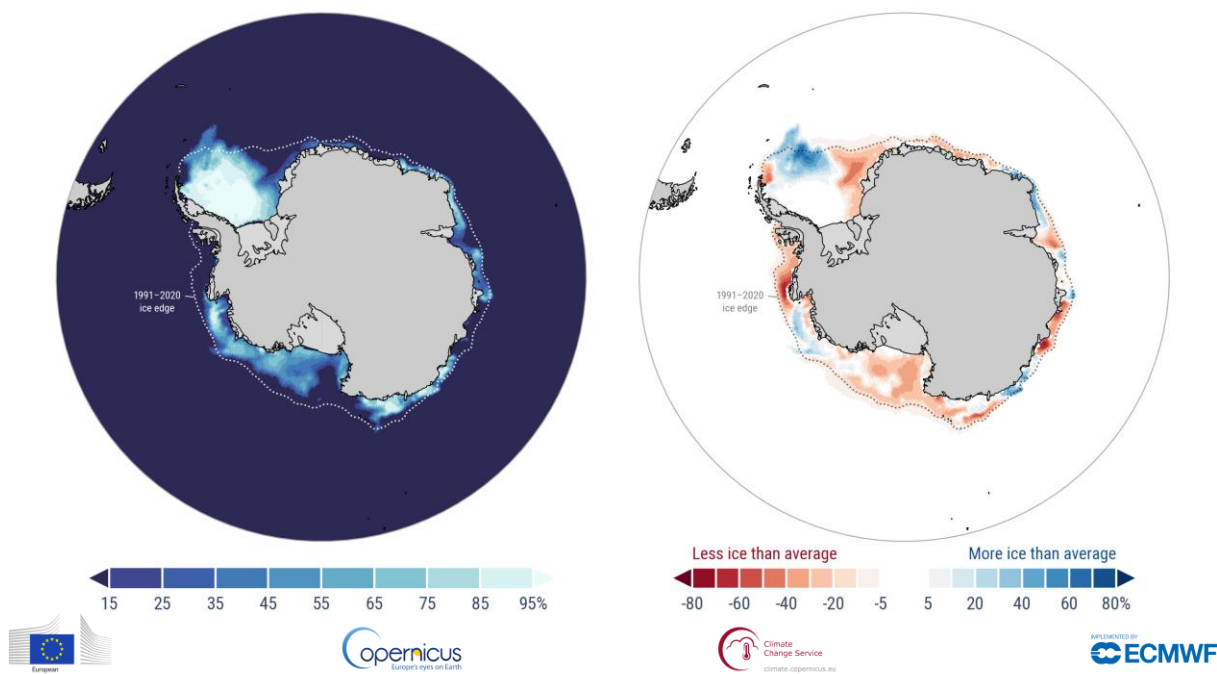 1991–2020
ice edge
1991–2020
ice edge
Less ice than average
More ice than average
15 25 35 45 55 65 75 85 95%
-80 -60 -40 -20 -5
5 20 40 60 80%
European
opernicus
Europe's eyes on Earth
Climate
Change Service
climate.copernicus.eu
IMPLEMENTED BY
ECMWF